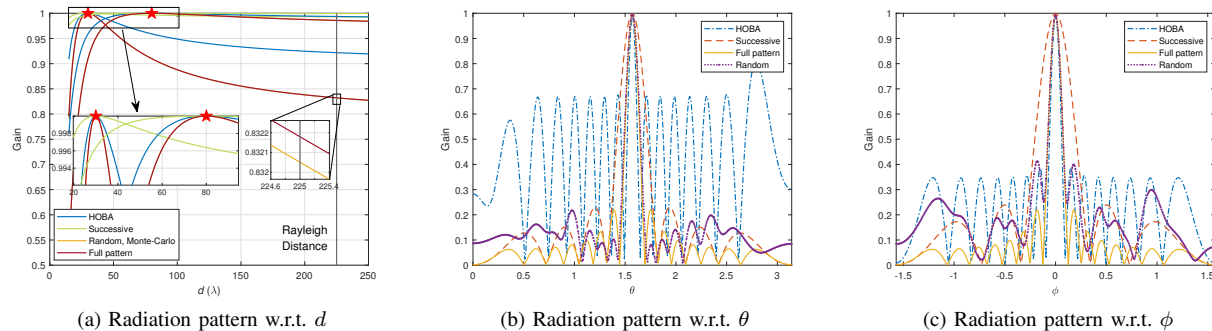 1
0.95
0.9
0.85
0.8
0.75
0.7
0.65
0.6
0.55
0.5
Gain
0.998
0.996
0.994
20 40 60 80
0.8322
0.8321
0.832
224.6 225 225.4
HOBA
Successive
Random, Monte-Carlo
Full pattern
Rayleigh
Distance
0 50 100 150 200 250
d (λ)
(a) Radiation pattern w.r.t. d
1
0.9
0.8
0.7
0.6
0.5
0.4
0.3
0.2
0.1
0
Gain
HOBA
Successive
Full pattern
Random
0 0.5 1 1.5 2 2.5 3
θ
(b) Radiation pattern w.r.t. θ
1
0.9
0.8
0.7
0.6
0.5
0.4
0.3
0.2
0.1
0
Gain
HOBA
Successive
Full pattern
Random
-1.5 -1 -0.5 0 0.5 1 1.5
ϕ
(c) Radiation pattern w.r.t. ϕ